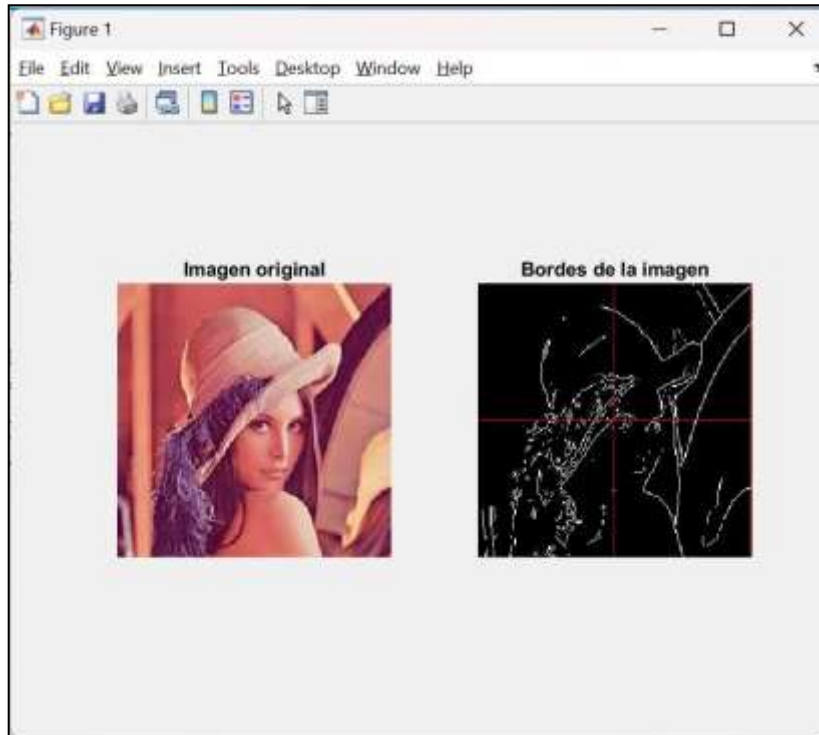 Figure 1
File Edit View Insert Tools Desktop Window Help
Imagen original
Bordes de la imagen